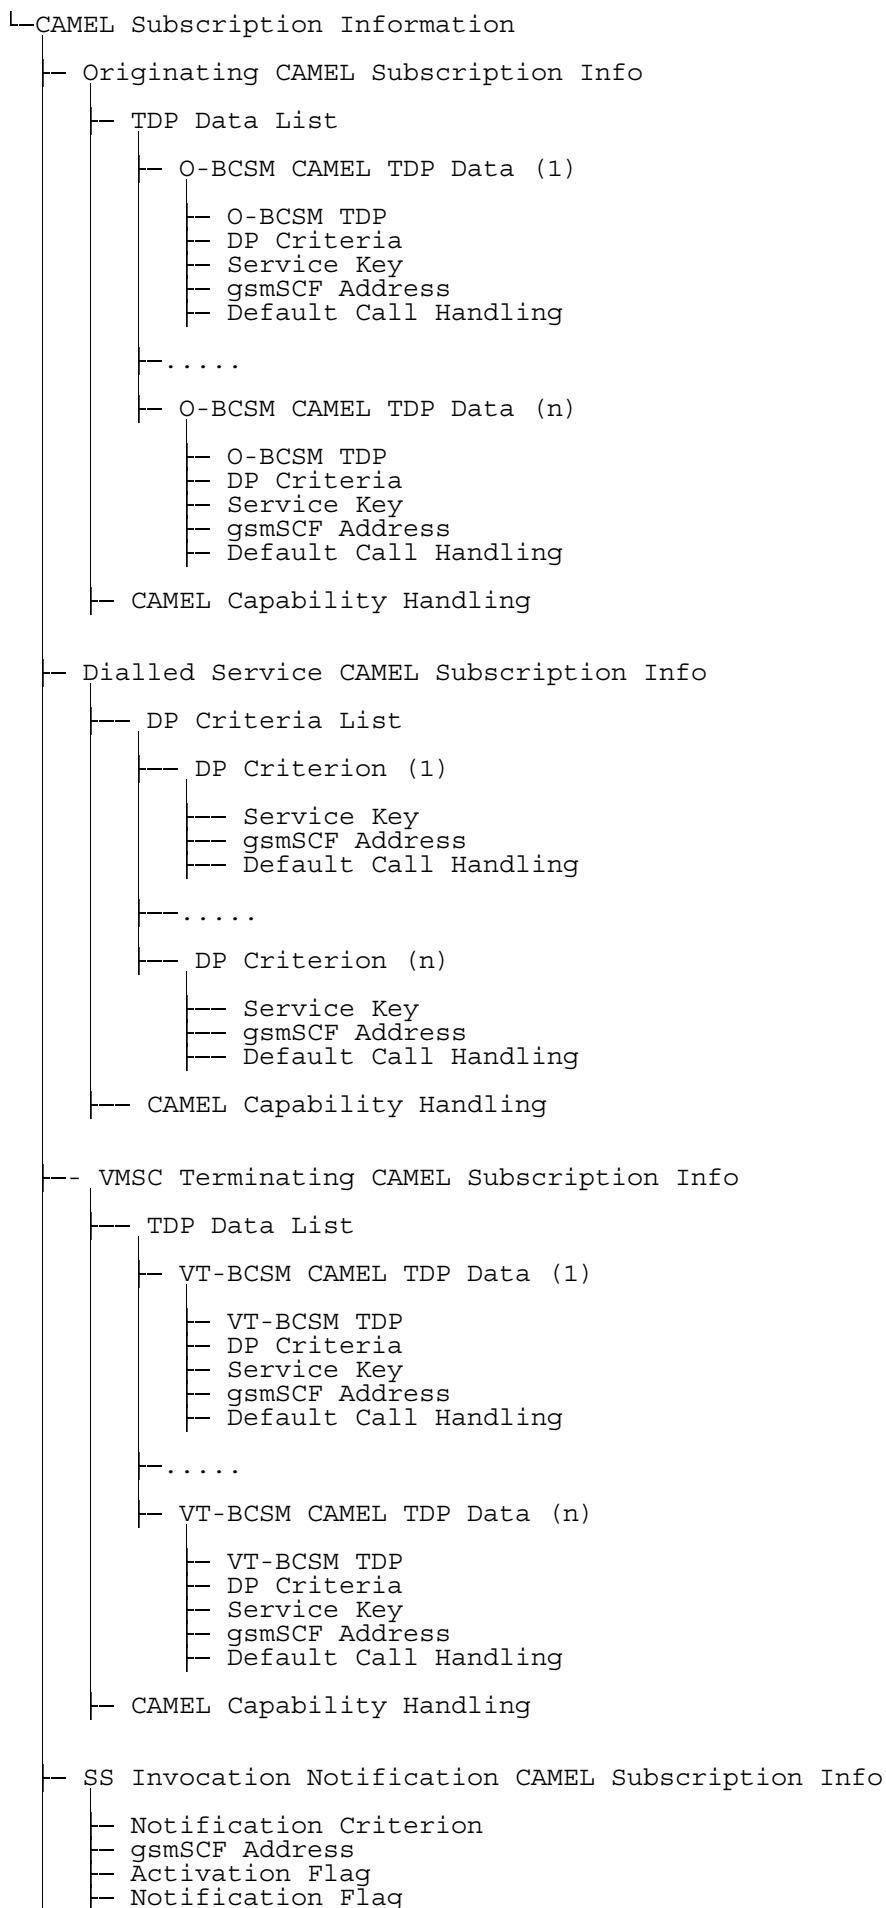 CAMEL Subscription Information
Originating CAMEL Subscription Info
TDP Data List
O-BCSM CAMEL TDP Data (1)
O-BCSM TDP
DP Criteria
Service Key
gsmSCF Address
Default Call Handling
.....
O-BCSM CAMEL TDP Data (n)
O-BCSM TDP
DP Criteria
Service Key
gsmSCF Address
Default Call Handling
CAMEL Capability Handling
Dialled Service CAMEL Subscription Info
DP Criteria List
DP Criterion (1)
Service Key
gsmSCF Address
Default Call Handling
.....
DP Criterion (n)
Service Key
gsmSCF Address
Default Call Handling
CAMEL Capability Handling
VMSC Terminating CAMEL Subscription Info
TDP Data List
VT-BCSM CAMEL TDP Data (1)
VT-BCSM TDP
DP Criteria
Service Key
gsmSCF Address
Default Call Handling
.....
VT-BCSM CAMEL TDP Data (n)
VT-BCSM TDP
DP Criteria
Service Key
gsmSCF Address
Default Call Handling
CAMEL Capability Handling
SS Invocation Notification CAMEL Subscription Info
Notification Criterion
gsmSCF Address
Activation Flag
Notification Flag